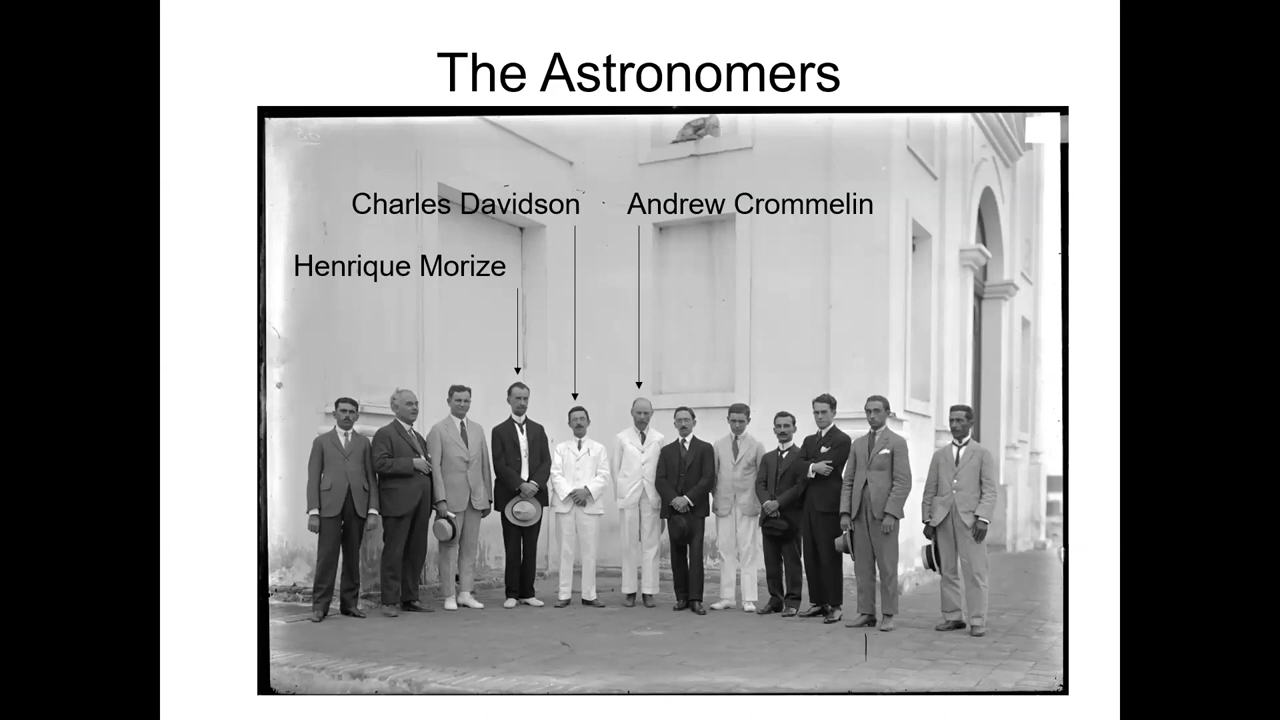 The Astronomers
Charles Davidson
Andrew Crommelin
Henrique Morize